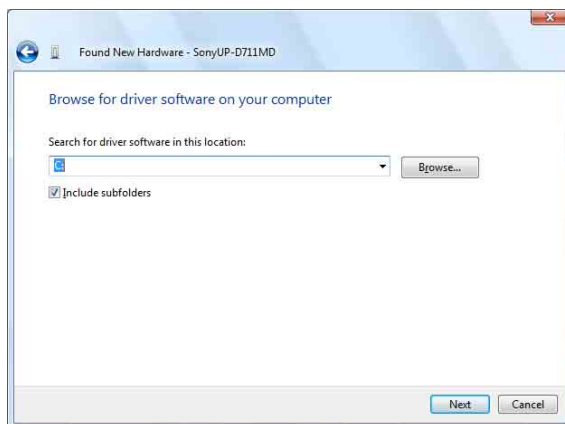 Found New Hardware - SonyUP-D711MD
Browse for driver software on your computer
Search for driver software in this location:
C:
Browse...
Include subfolders
Next
Cancel